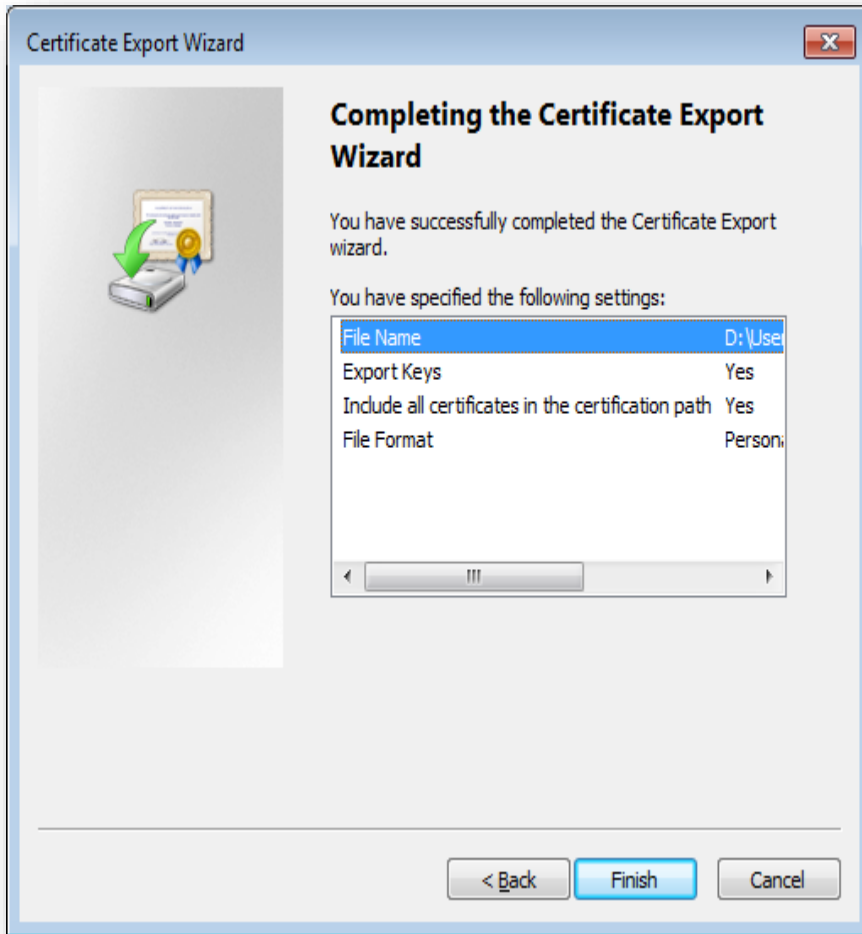 Certificate Export Wizard
Completing the Certificate Export
Wizard
You have successfully completed the Certificate Export
wizard.
You have specified the following settings:
File Name D:\User
Export Keys Yes
Include all certificates in the certification path Yes
File Format Persona
< Back Finish Cancel